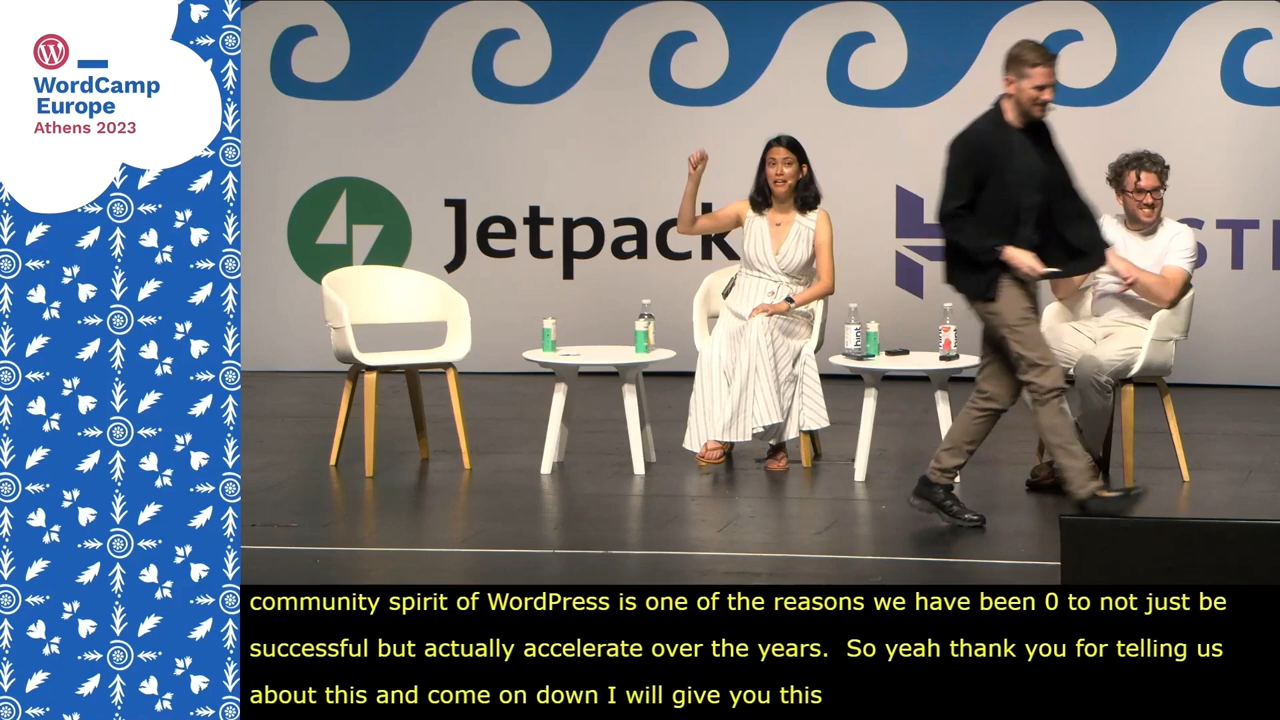 WordCamp
Europe
Athens 2023
Jetpack
hint
community spirit of WordPress is one of the reasons we have been 0 to not just be
successful but actually accelerate over the years.  So yeah thank you for telling us
about this and come on down I will give you this